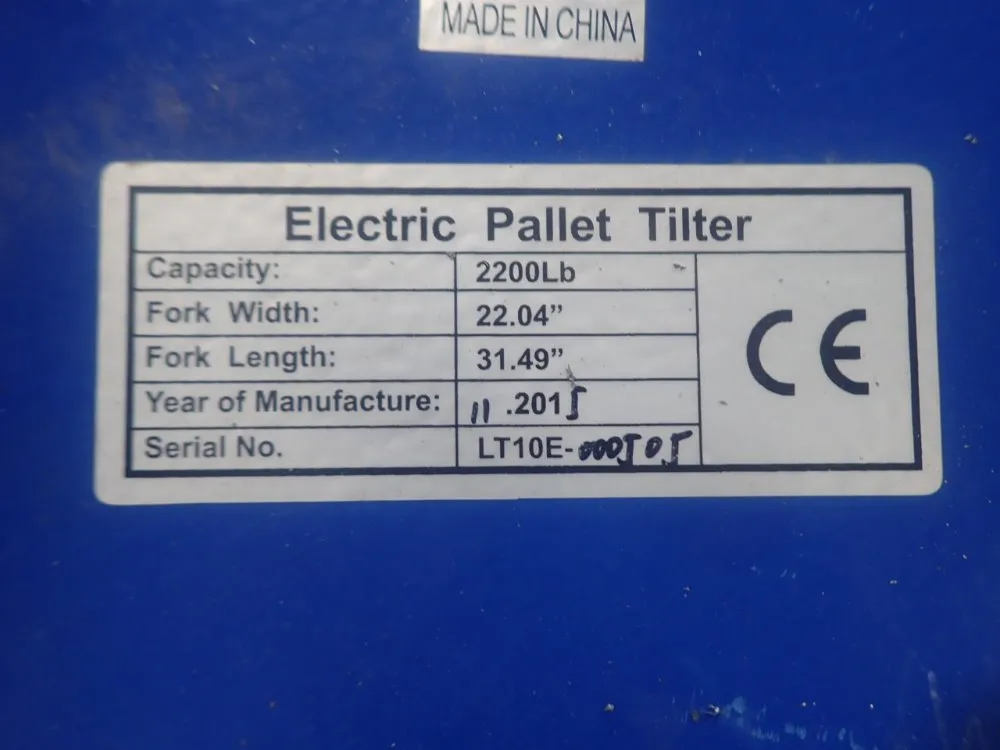 MADE IN CHINA
Electric Pallet Tilter
Capacity: 2200Lb
Fork Width: 22.04”
Fork Length: 31.49”
Year of Manufacture: 11 .2015
Serial No. LT10E-000505
CE